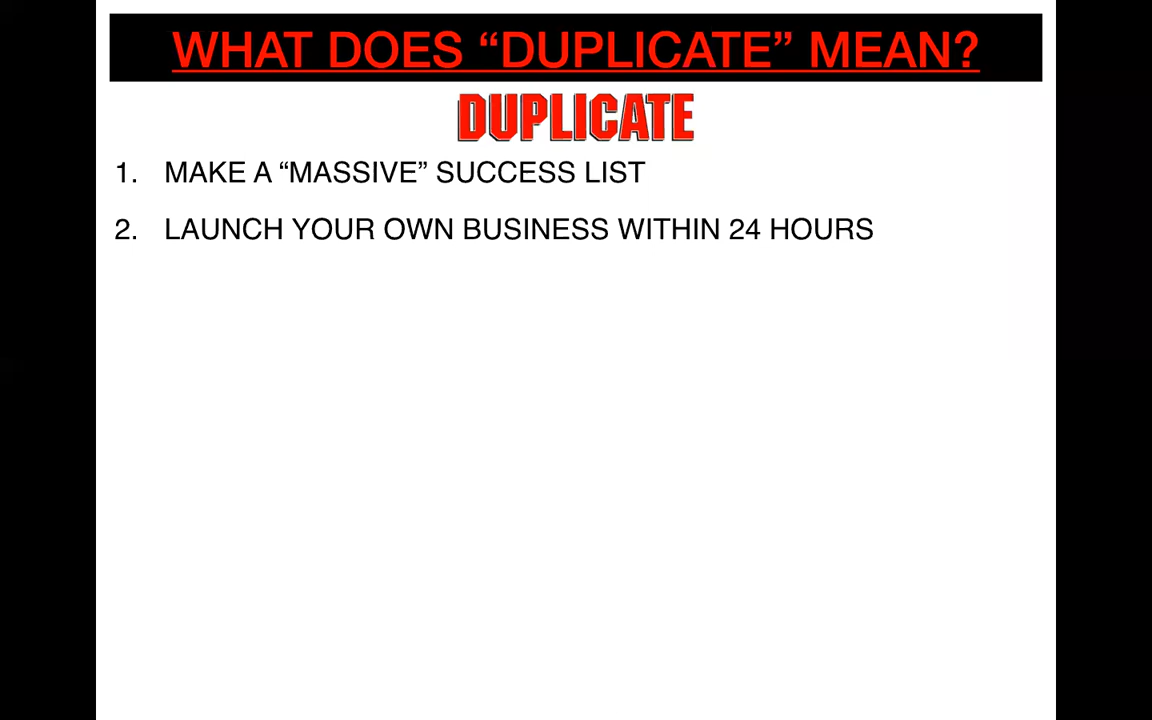 WHAT DOES “DUPLICATE” MEAN?
DUPLICATE
1. MAKE A “MASSIVE” SUCCESS LIST
2. LAUNCH YOUR OWN BUSINESS WITHIN 24 HOURS